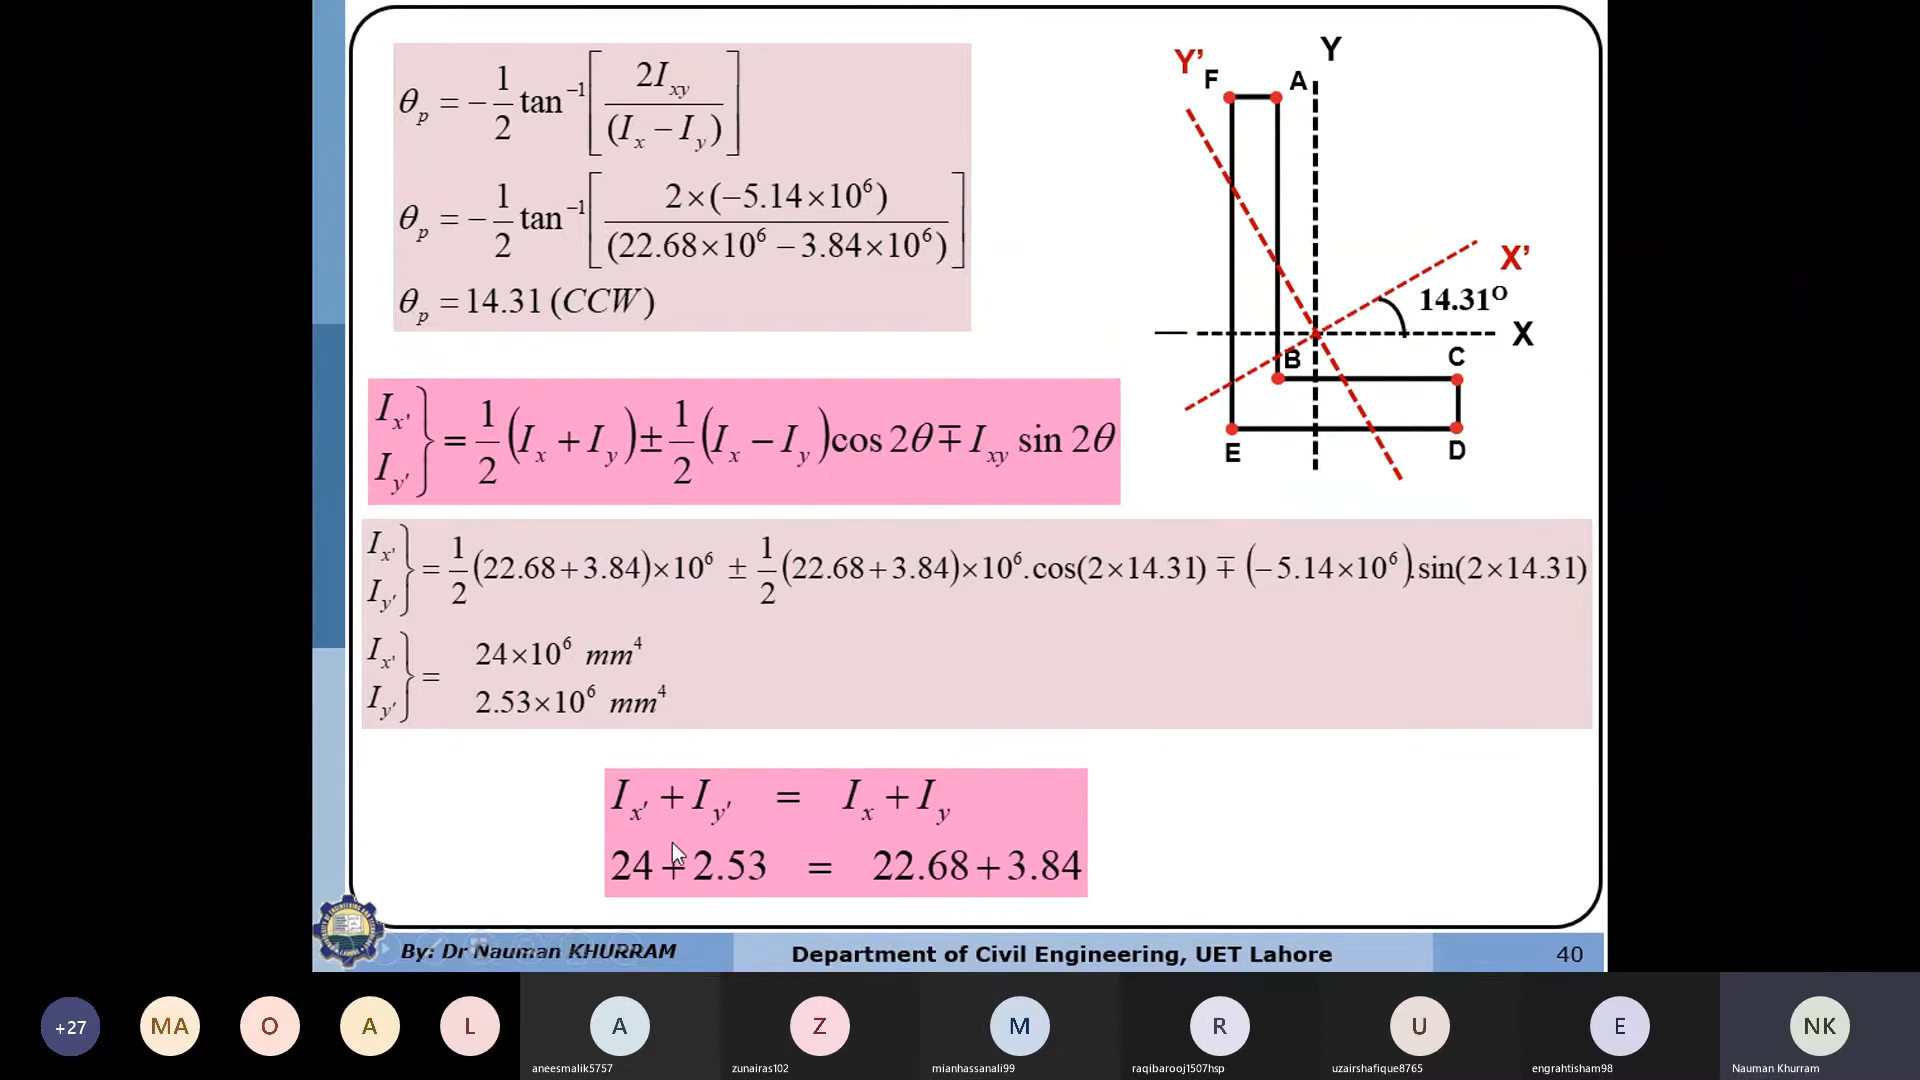 θp = -1/2 tan⁻¹[2Ixy/(Ix - Iy)]
θp = -1/2 tan⁻¹[2×(-5.14×10⁶)/(22.68×10⁶ - 3.84×10⁶)]
θp = 14.31 (CCW)
Y
Y’
F
A
X’
14.31ᴼ
X
B
C
E
D
Ix' Iy' } = 1/2(Ix + Iy) ± 1/2(Ix - Iy)cos 2θ ∓ Ixy sin 2θ
Ix' Iy' } = 1/2(22.68+3.84)×10⁶ ± 1/2(22.68+3.84)×10⁶.cos(2×14.31) ∓ (-5.14×10⁶).sin(2×14.31)
Ix' Iy' } =
24×10⁶ mm⁴
2.53×10⁶ mm⁴
Ix' + Iy' = Ix + Iy
24+2.53 = 22.68+3.84
By: Dr Nauman KHURRAM
Department of Civil Engineering, UET Lahore
40
+27
MA
O
A
L
A
Z
M
R
U
E
NK
aneesmalik5757
zunairas102
mianhassanali99
raqibarooj1507hsp
uzairshafique8765
engrahtisham98
Nauman Khurram